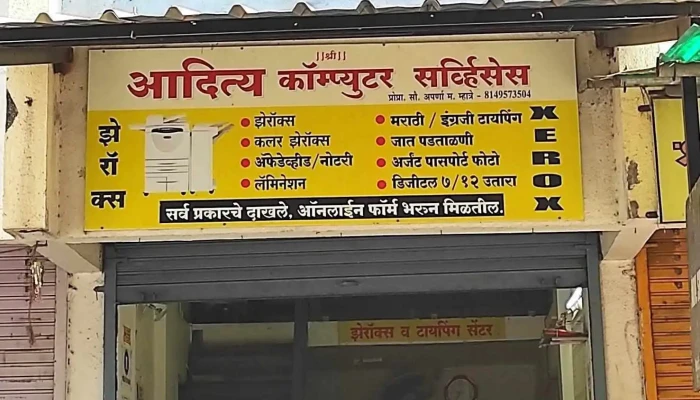 ||श्री||
आदित्य कॉम्प्युटर सर्व्हिसेस
प्रोप्रा. सौ. अपर्णा म. म्हात्रे - 8149573504
झेरॉक्स
झेरॉक्स
कलर झेरॉक्स
ॲफेडेव्हीड/नोटरी
लॅमिनेशन
मराठी / इंग्रजी टायपिंग
जात पडताळणी
अर्जंट पासपोर्ट फोटो
डिजीटल ७/१२ उतारा
XEROX
सर्व प्रकारचे दाखले, ऑनलाईन फॉर्म भरुन मिळतील.
झेरॉक्स व टायपिंग सेंटर